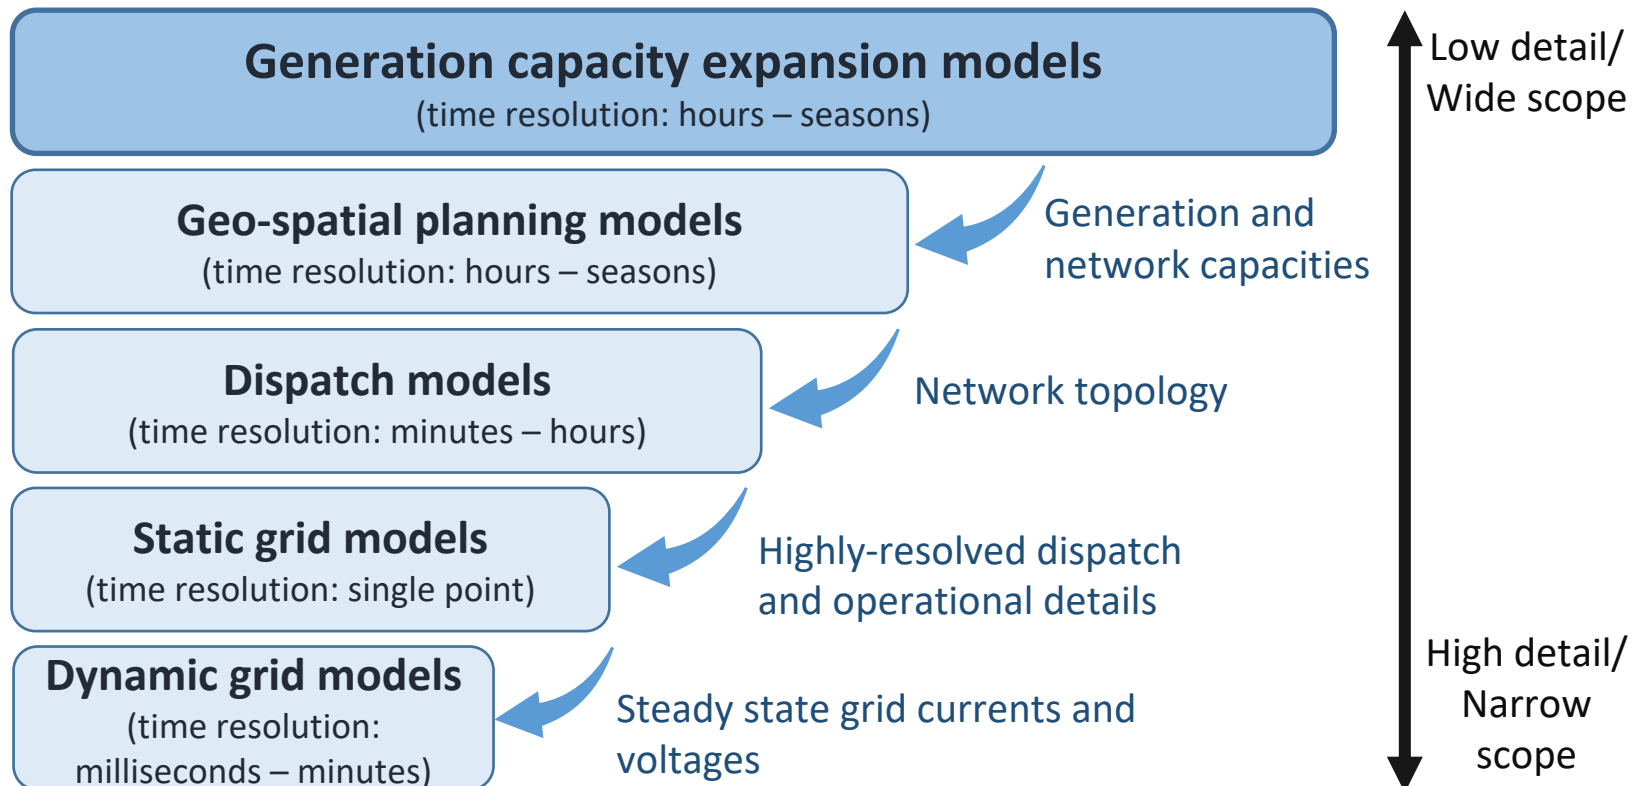 Generation capacity expansion models
(time resolution: hours – seasons)
Low detail/
Wide scope
Geo-spatial planning models
(time resolution: hours – seasons)
Generation and
network capacities
Dispatch models
(time resolution: minutes – hours)
Network topology
Static grid models
(time resolution: single point)
Highly-resolved dispatch
and operational details
Dynamic grid models
(time resolution:
milliseconds – minutes)
Steady state grid currents and
voltages
High detail/
Narrow
scope